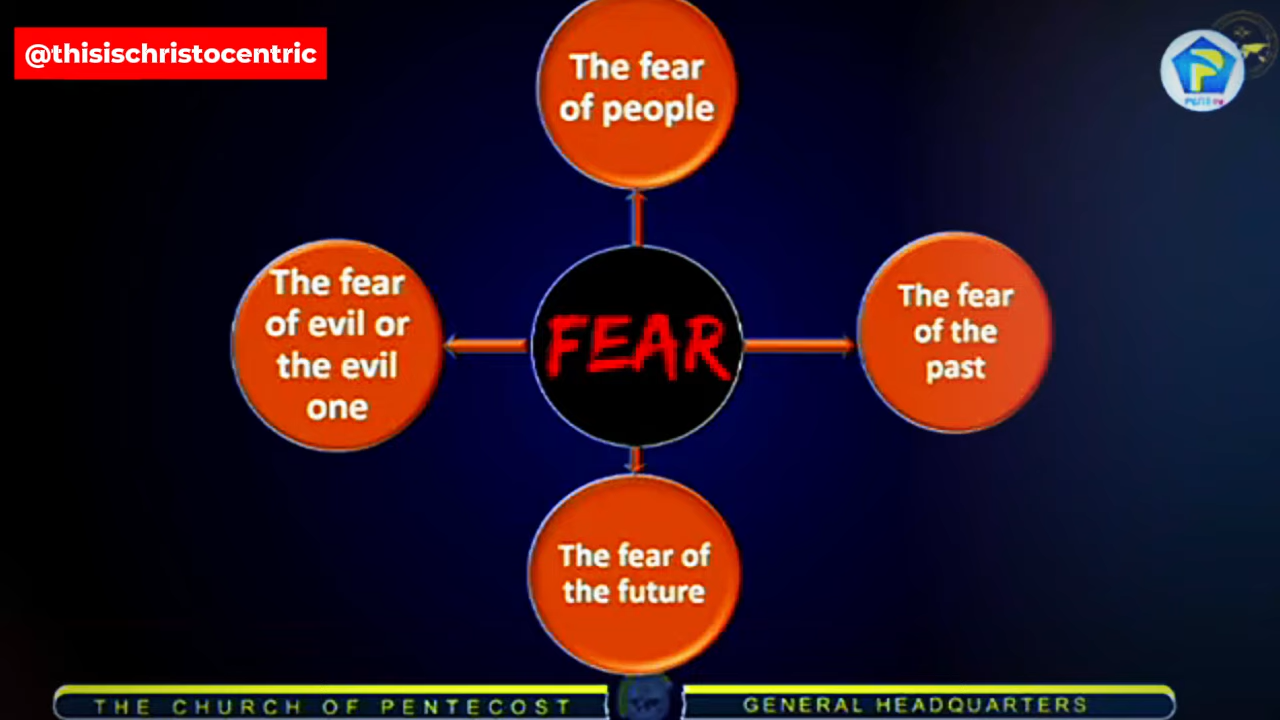 @thisischristocentric
The fear
of people
The fear
of evil or
the evil
one
FEAR
The fear
of the
past
The fear of
the future
THE CHURCH OF PENTECOST
GENERAL HEADQUARTERS